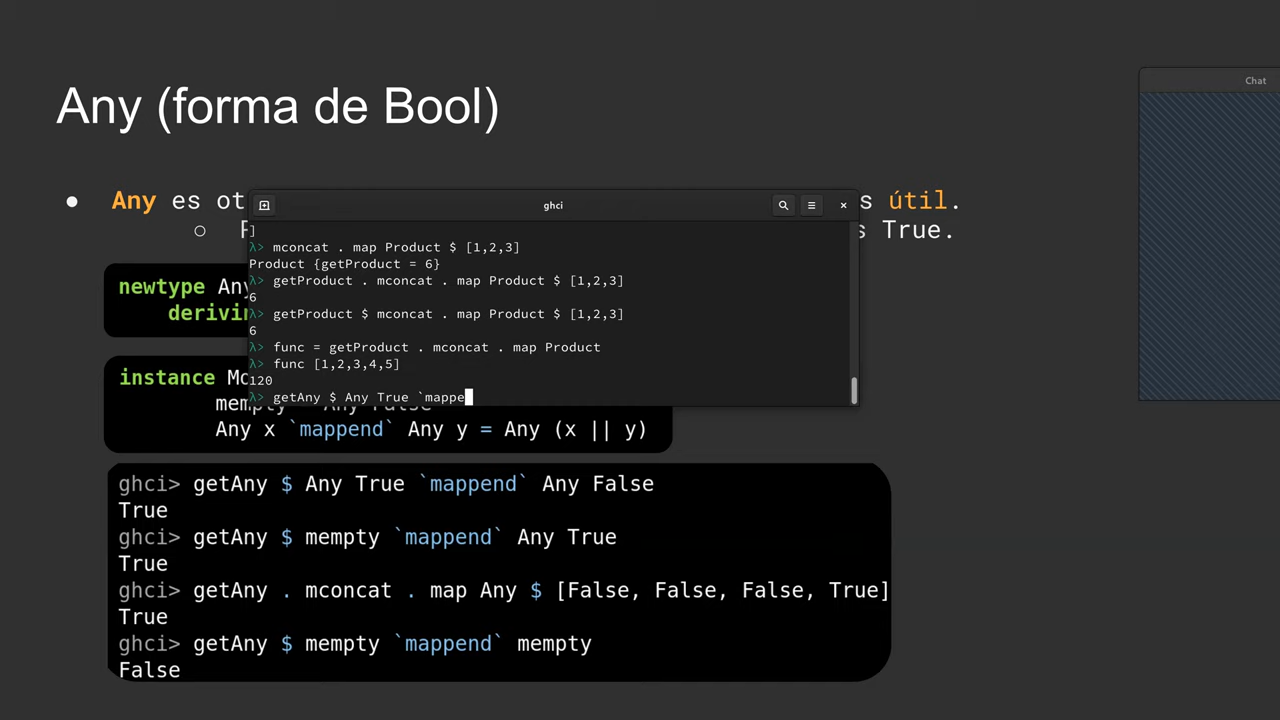 Any (forma de Bool)
Chat
● Any es ot
s útil.
○
s True.
ghci
]
λ> mconcat . map Product $ [1,2,3]
Product {getProduct = 6}
λ> getProduct . mconcat . map Product $ [1,2,3]
6
λ> getProduct $ mconcat . map Product $ [1,2,3]
6
λ> func = getProduct . mconcat . map Product
λ> func [1,2,3,4,5]
120
λ> getAny $ Any True `mappe
newtype Any
derivin
instance Mo
mempty = Any False
Any x `mappend` Any y = Any (x || y)
ghci> getAny $ Any True `mappend` Any False
True
ghci> getAny $ mempty `mappend` Any True
True
ghci> getAny . mconcat . map Any $ [False, False, False, True]
True
ghci> getAny $ mempty `mappend` mempty
False